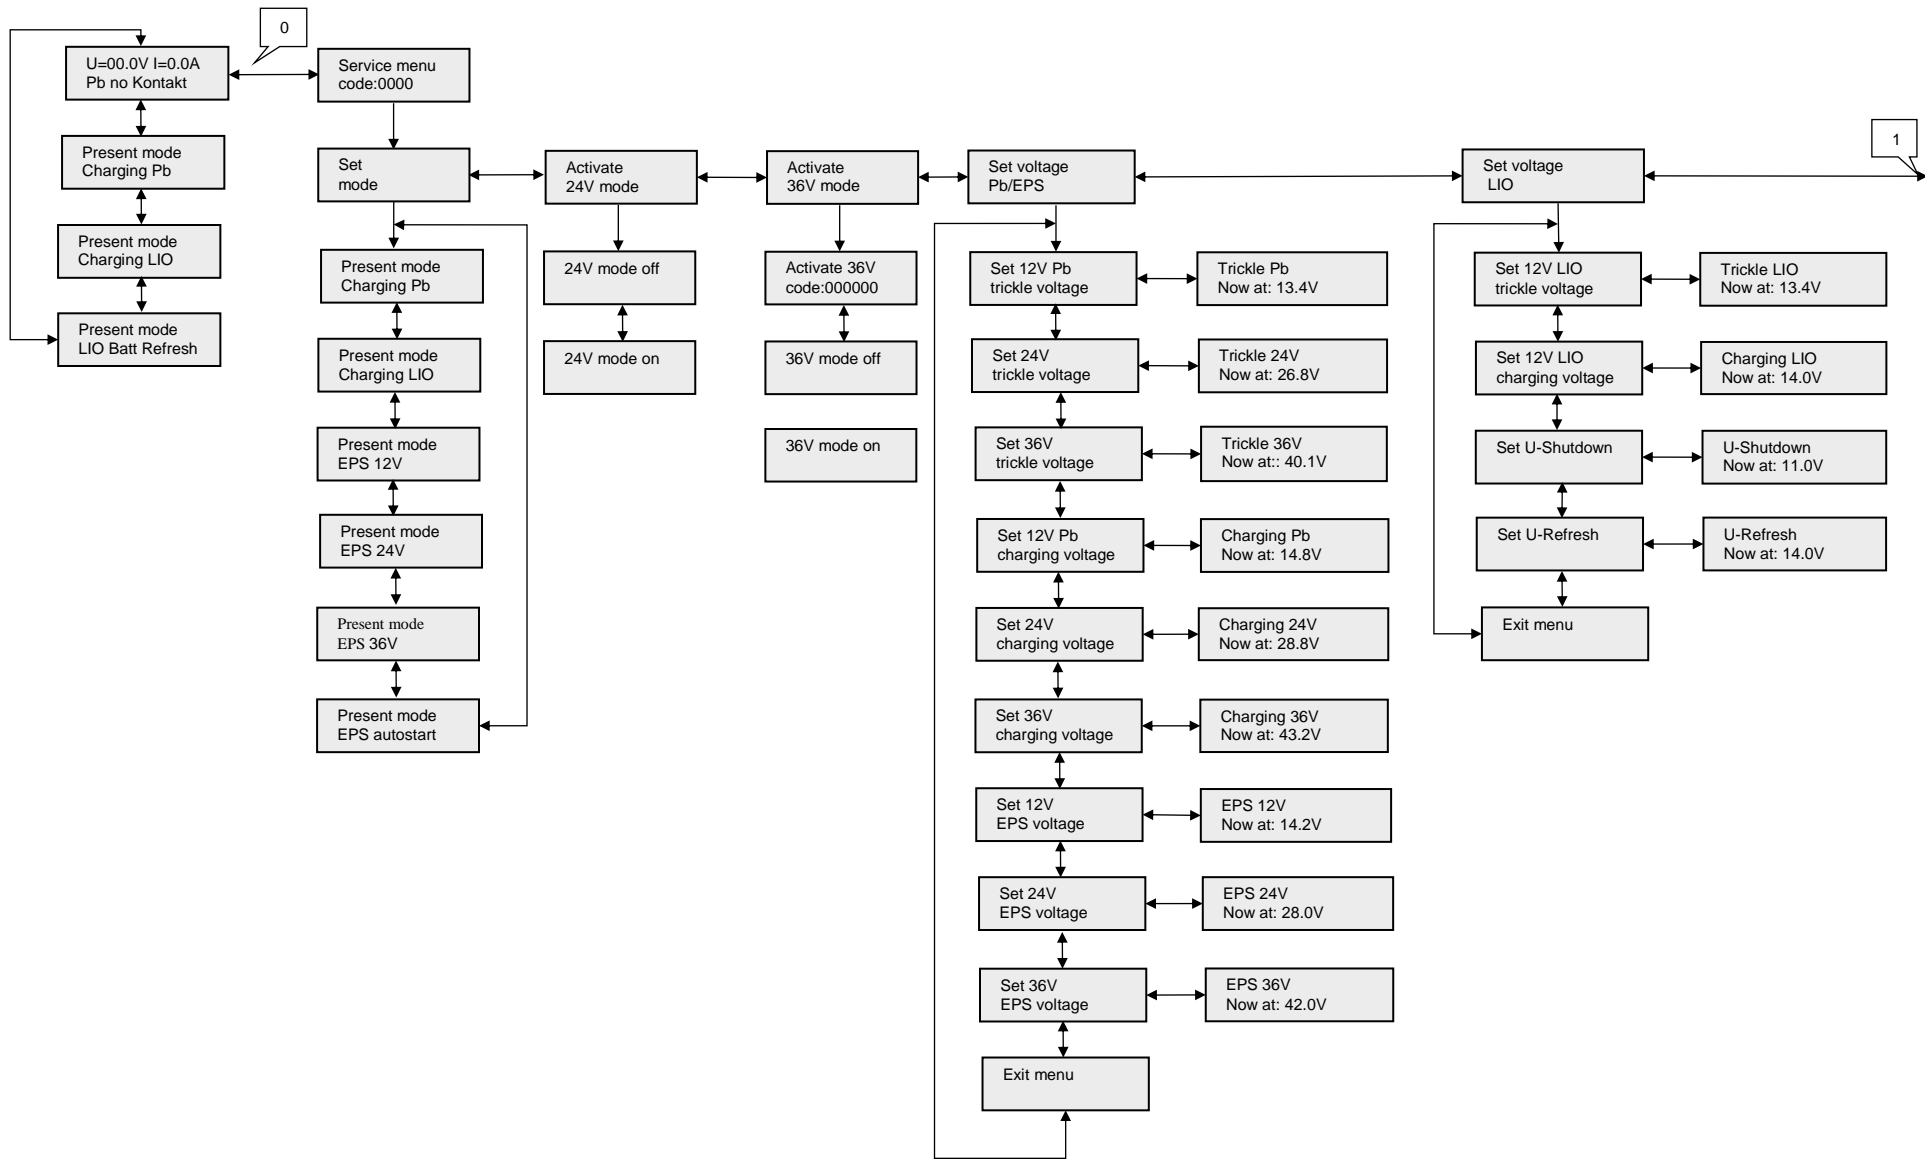 0
U=00.0V I=0.0A
Pb no Kontakt
Present mode
Charging Pb
Present mode
Charging LIO
Present mode
LIO Batt Refresh
Service menu
code:0000
Set
mode
Present mode
Charging Pb
Present mode
Charging LIO
Present mode
EPS 12V
Present mode
EPS 24V
Present mode
EPS 36V
Present mode
EPS autostart
Activate
24V mode
24V mode off
24V mode on
Activate
36V mode
Activate 36V
code:000000
36V mode off
36V mode on
Set voltage
Pb/EPS
Set 12V Pb
trickle voltage
Trickle Pb
Now at: 13.4V
Set 24V
trickle voltage
Trickle 24V
Now at: 26.8V
Set 36V
trickle voltage
Trickle 36V
Now at:: 40.1V
Set 12V Pb
charging voltage
Charging Pb
Now at: 14.8V
Set 24V
charging voltage
Charging 24V
Now at: 28.8V
Set 36V
charging voltage
Charging 36V
Now at: 43.2V
Set 12V
EPS voltage
EPS 12V
Now at: 14.2V
Set 24V
EPS voltage
EPS 24V
Now at: 28.0V
Set 36V
EPS voltage
EPS 36V
Now at: 42.0V
Exit menu
Set voltage
LIO
Set 12V LIO
trickle voltage
Trickle LIO
Now at: 13.4V
Set 12V LIO
charging voltage
Charging LIO
Now at: 14.0V
Set U-Shutdown
U-Shutdown
Now at: 11.0V
Set U-Refresh
U-Refresh
Now at: 14.0V
Exit menu
1